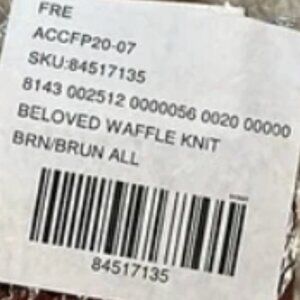 FRE
ACCFP20-07
SKU:84517135
8143 002512 0000056 0020 00000
BELOVED WAFFLE KNIT
BRN/BRUN ALL
84517135